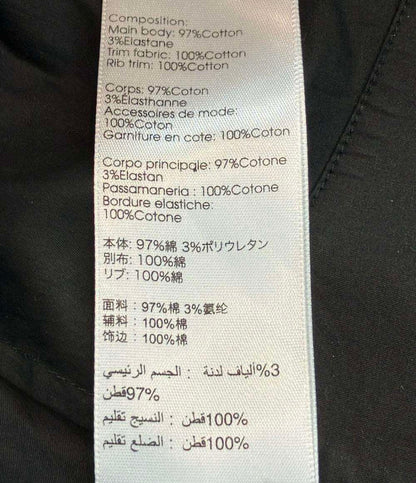 Composition:
Main body: 97%Cotton
3%Elastane
Trim fabric: 100%Cotton
Rib trim: 100%Cotton
Corps: 97%Coton
3%Élasthanne
Accessoires de mode:
100%Coton
Garniture en cote: 100%Coton
Corpo principale: 97%Cotone
3%Elastan
Passamaneria : 100%Cotone
Bordure elastiche:
100%Cotone
本体: 97%綿 3%ポリウレタン
別布: 100%綿
リブ: 100%綿
面料: 97%棉 3%氨纶
辅料: 100%棉
饰边: 100%棉
الجسم الرئيسي : 3%ألياف لدنة
97%قطن
النسيج تقليم : 100%قطن
الضلع تقليم : 100%قطن